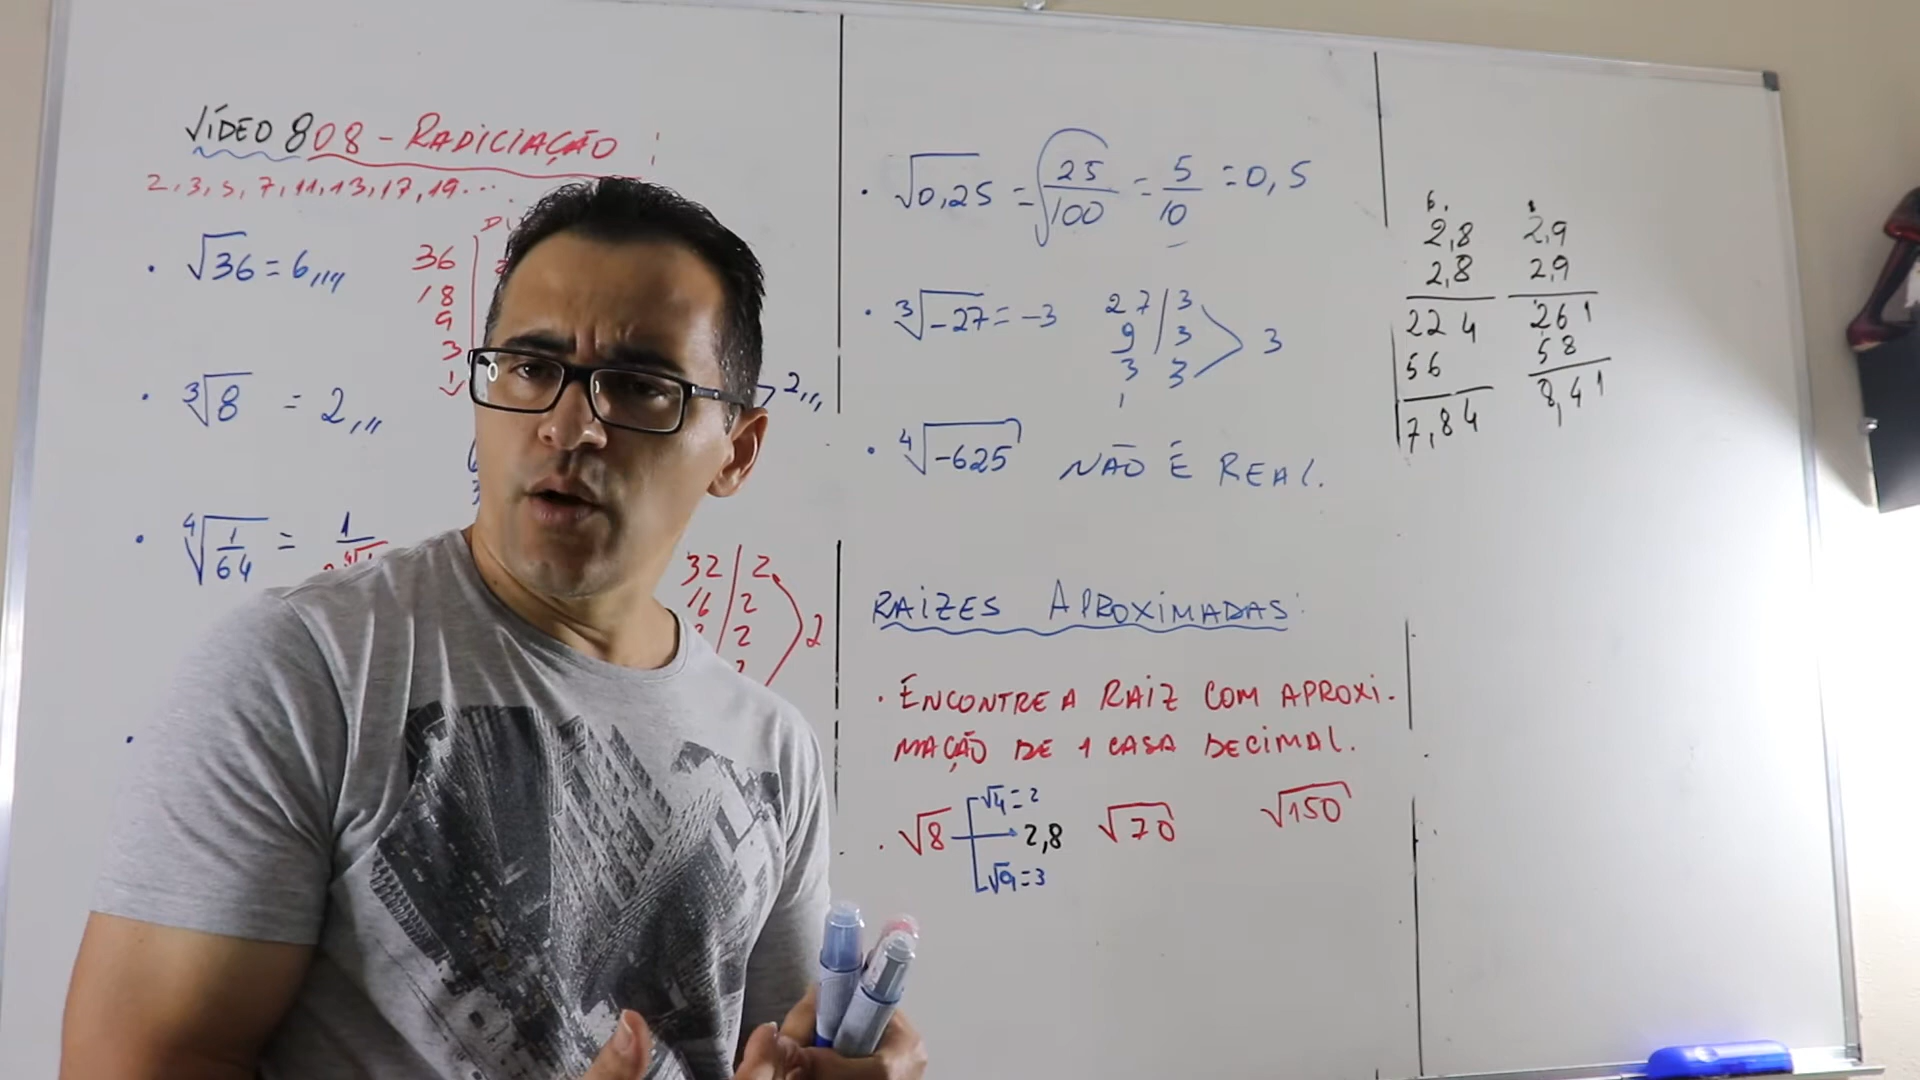 VÍDEO 808 - RADICIAÇÃO :
2, 3, 5, 7, 11, 13, 17, 19...
√36 = 6,,,,
36
18
9
3
1
∛8 = 2,,,
2,,,
∜(1/64) = 1
32 | 2
16 | 2
2
2
√0,25 = √(25/100) = 5/10 = 0,5
∛-27 = -3
27 | 3
9 | 3
3 3
1
3
∜-625 NÃO É REAL.
RAIZES APROXIMADAS:
. ENCONTRE A RAIZ COM APROXI-
MAÇÃO DE 1 CASA DECIMAL.
√4 = 2
. √8 → 2,8 √70 √150
√9 = 3
6.
2,8
2,8
224
56
7,84
8
2,9
2,9
261
58
8,41